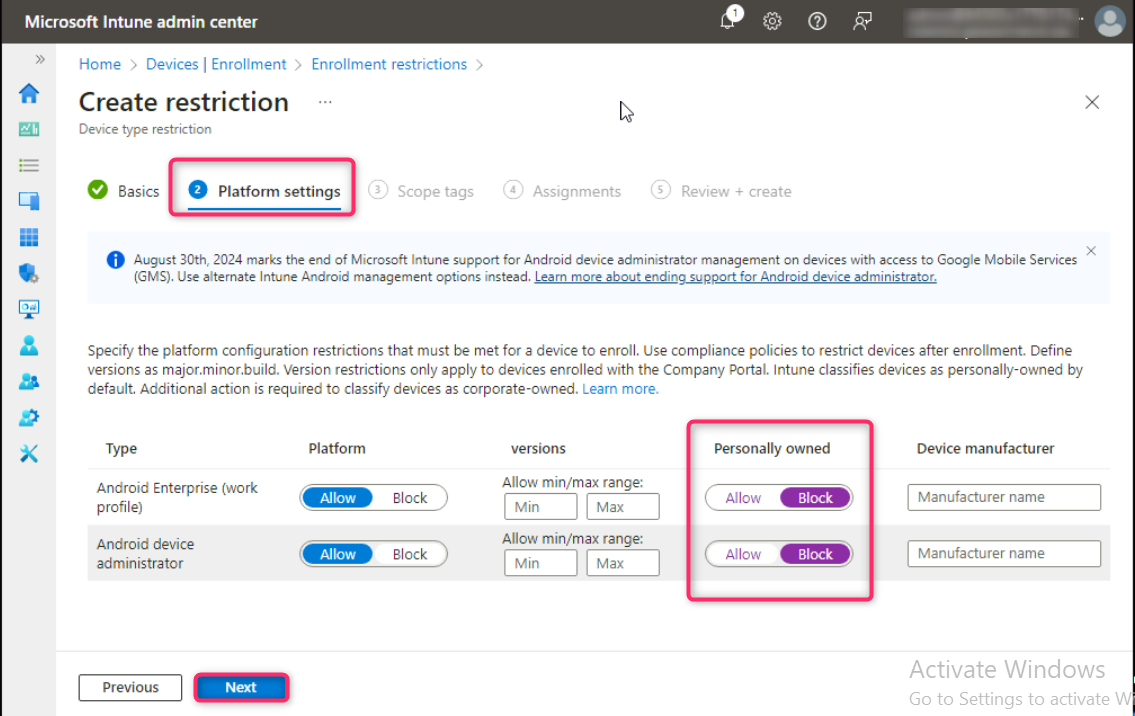 Microsoft Intune admin center
1
Home > Devices | Enrollment > Enrollment restrictions >
Create restriction ...
Device type restriction
Basics
2 Platform settings
3 Scope tags
4 Assignments
5 Review + create
August 30th, 2024 marks the end of Microsoft Intune support for Android device administrator management on devices with access to Google Mobile Services
(GMS). Use alternate Intune Android management options instead. Learn more about ending support for Android device administrator.
Specify the platform configuration restrictions that must be met for a device to enroll. Use compliance policies to restrict devices after enrollment. Define
versions as major.minor.build. Version restrictions only apply to devices enrolled with the Company Portal. Intune classifies devices as personally-owned by
default. Additional action is required to classify devices as corporate-owned. Learn more.
Type Platform versions Personally owned Device manufacturer
Android Enterprise (work
profile)
Allow Block
Allow min/max range:
Min Max
Allow Block
Manufacturer name
Android device
administrator
Allow Block
Allow min/max range:
Min Max
Allow Block
Manufacturer name
Previous Next
Activate Windows
Go to Settings to activate W